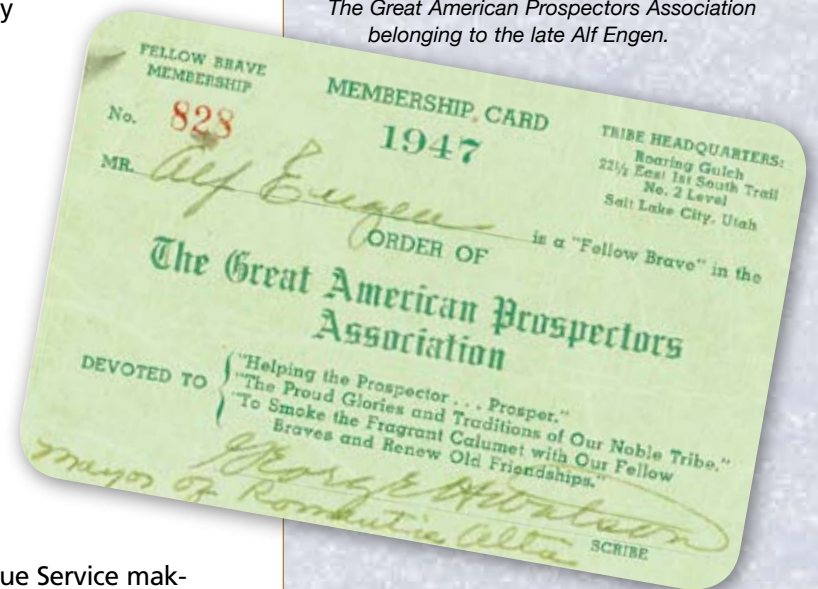 y
The Great American Prospectors Association
belonging to the late Alf Engen.
FELLOW BRAVE
MEMBERSHIP
No. 828
MEMBERSHIP CARD
1947
TRIBE HEADQUARTERS:
Roaring Gulch
22½ East 1st South Trail
No. 2 Level
Salt Lake City, Utah
MR. Alf Engen is a "Fellow Brave" in the
ORDER OF
The Great American Prospectors
Association
DEVOTED TO
"Helping the Prospector . . . Prosper."
"The Proud Glories and Traditions of Our Noble Tribe."
"To Smoke the Fragrant Calumet with Our Fellow
Braves and Renew Old Friendships."
George H Watson
Mayor of Romantic Alta
SCRIBE
ue Service mak-